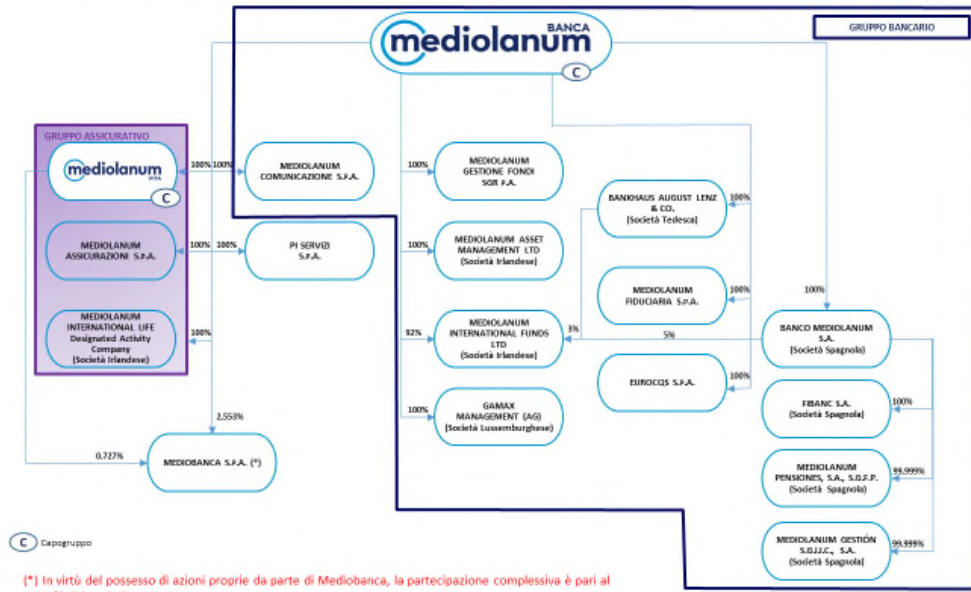 BANCA
mediolanum
C
GRUPPO BANCARIO
GRUPPO ASSICURATIVO
mediolanum
VITA
C
100%
100%
MEDIOLANUM
COMUNICAZIONE S.P.A.
100%
MEDIOLANUM
GESTIONE FONDI
SGR P.A.
BANKHAUS AUGUST LENZ
& CO.
(Società Tedesca)
100%
MEDIOLANUM
ASSICURAZIONI S.P.A.
100%
100%
PI SERVIZI
S.P.A.
100%
MEDIOLANUM ASSET
MANAGEMENT LTD
(Società Irlandese)
MEDIOLANUM
FIDUCIARIA S.P.A.
100%
100%
MEDIOLANUM
INTERNATIONAL LIFE
Designated Activity
Company
(Società Irlandese)
100%
92%
MEDIOLANUM
INTERNATIONAL FUNDS
LTD
(Società Irlandese)
3%
5%
BANCO MEDIOLANUM
S.A.
(Società Spagnola)
EUROCQS S.P.A.
100%
100%
GAMAX
MANAGEMENT (AG)
(Società Lussemburghese)
FIBANC S.A.
(Società Spagnola)
100%
2,553%
0,727%
MEDIOBANCA S.P.A. (*)
MEDIOLANUM
PENSIONES, S.A., S.G.F.P.
(Società Spagnola)
99.999%
MEDIOLANUM GESTIÓN
S.G.I.I.C., S.A.
(Società Spagnola)
99.999%
C Capogruppo
(*) In virtù del possesso di azioni proprie da parte di Mediobanca, la partecipazione complessiva è pari al